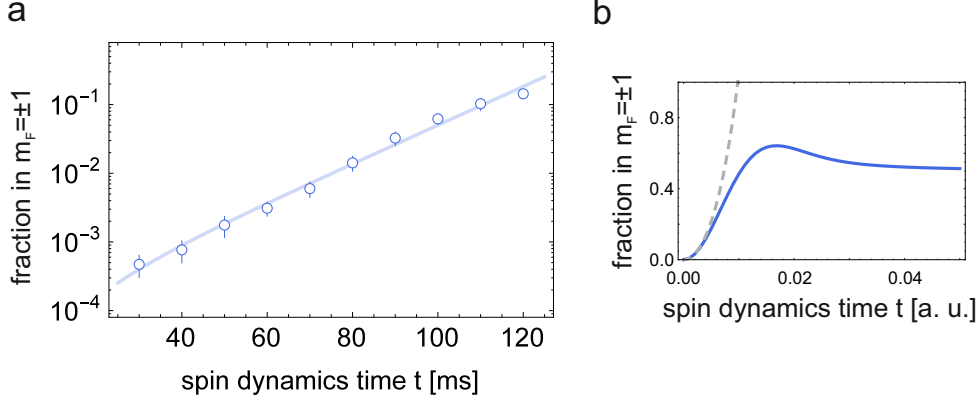 a
fraction in m_F=±1
10⁻¹
10⁻²
10⁻³
10⁻⁴
40 60 80 100 120
spin dynamics time t [ms]
b
fraction in m_F=±1
0.8
0.4
0.0
0.00 0.02 0.04
spin dynamics time t [a. u.]